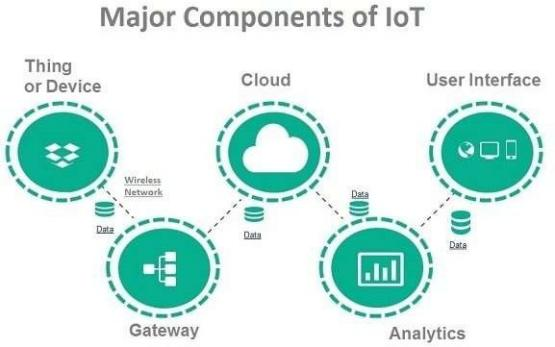 Major Components of IoT
Thing
or Device
Cloud
User Interface
Wireless
Network
Data
Data
Data
Data
Gateway
Analytics